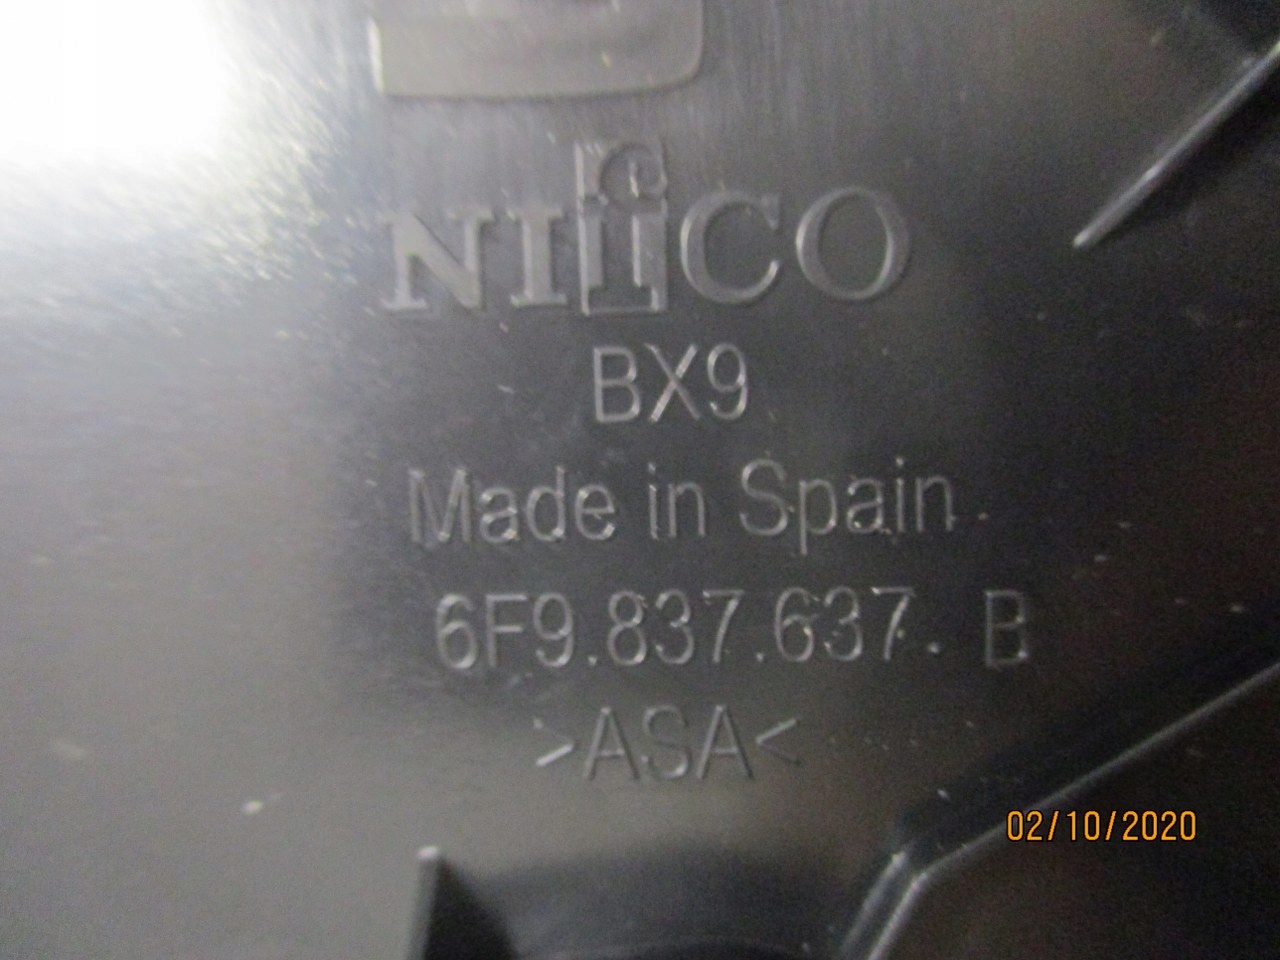 NIfCO
BX9
Made in Spain
6F9.837.637. B
>ASA<
02/10/2020